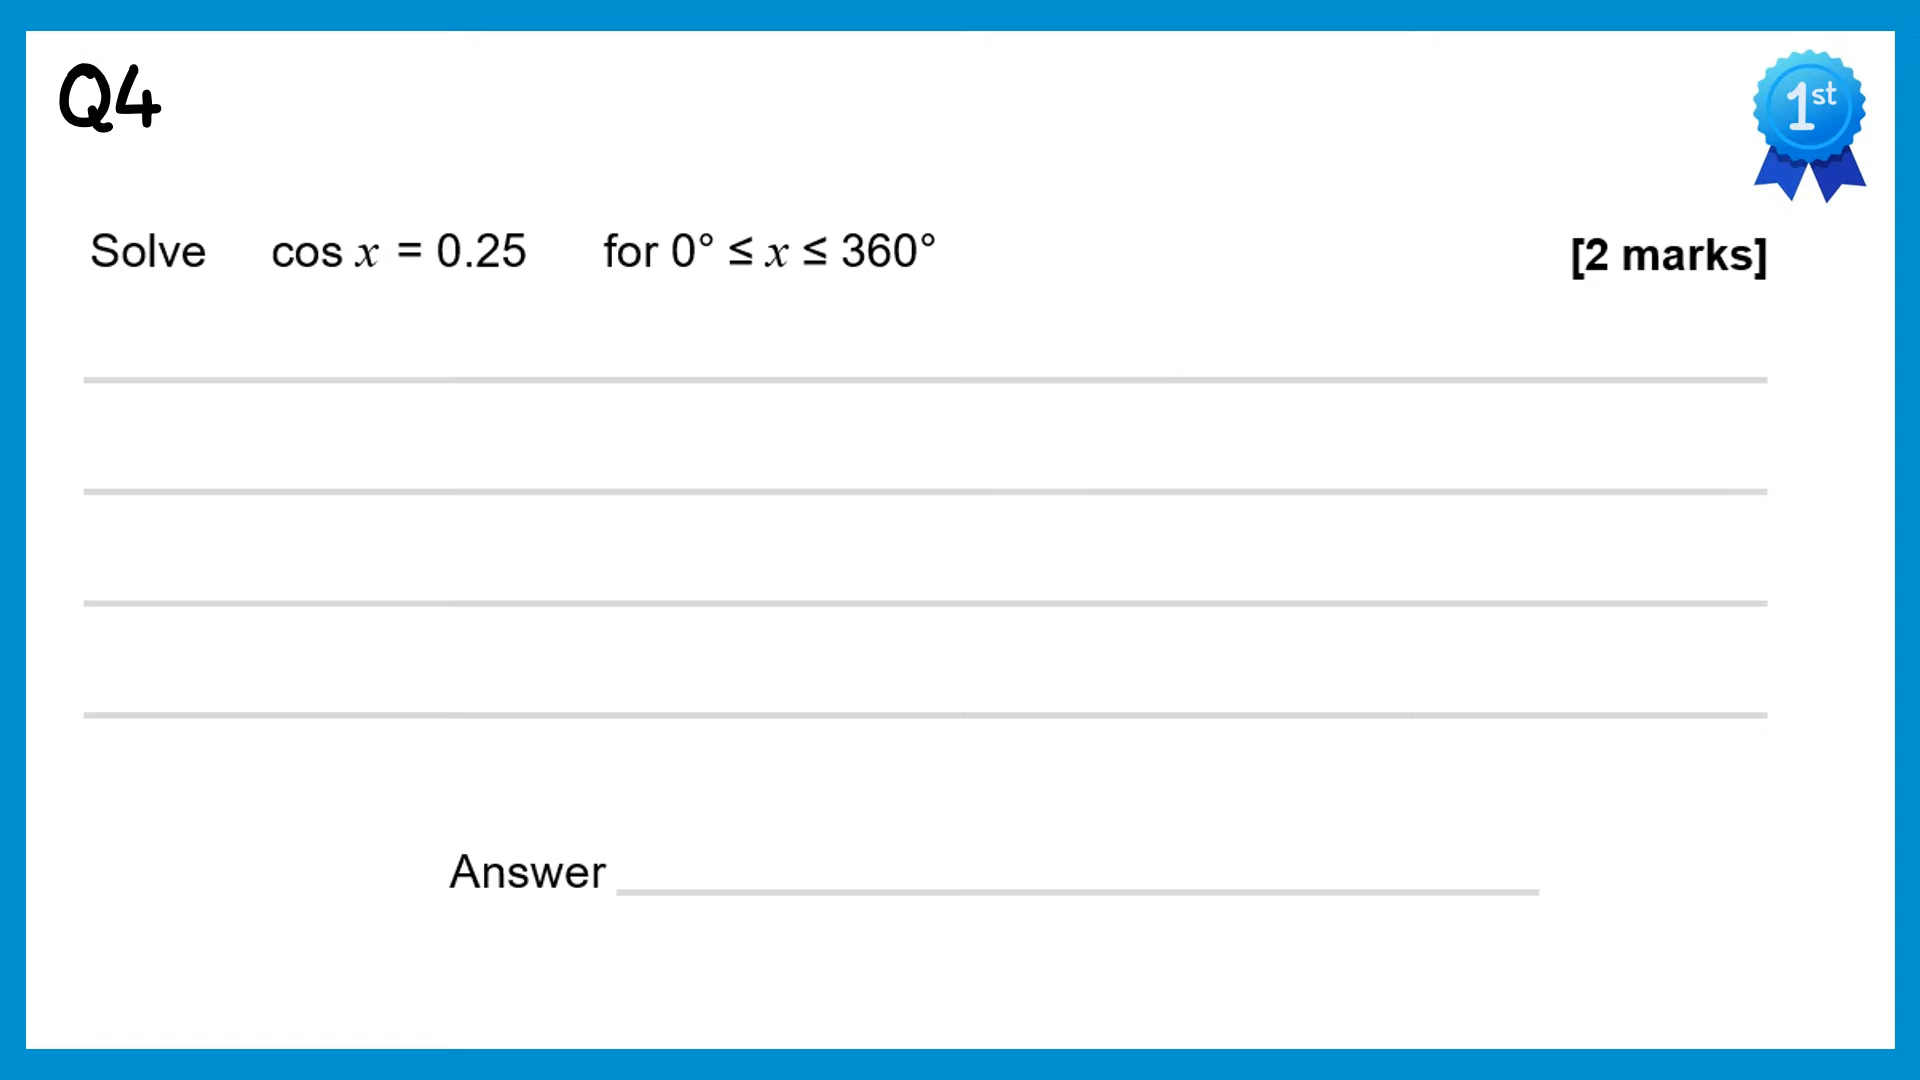 Q4
1st
Solve cos x = 0.25 for 0° ≤ x ≤ 360° [2 marks]
Answer